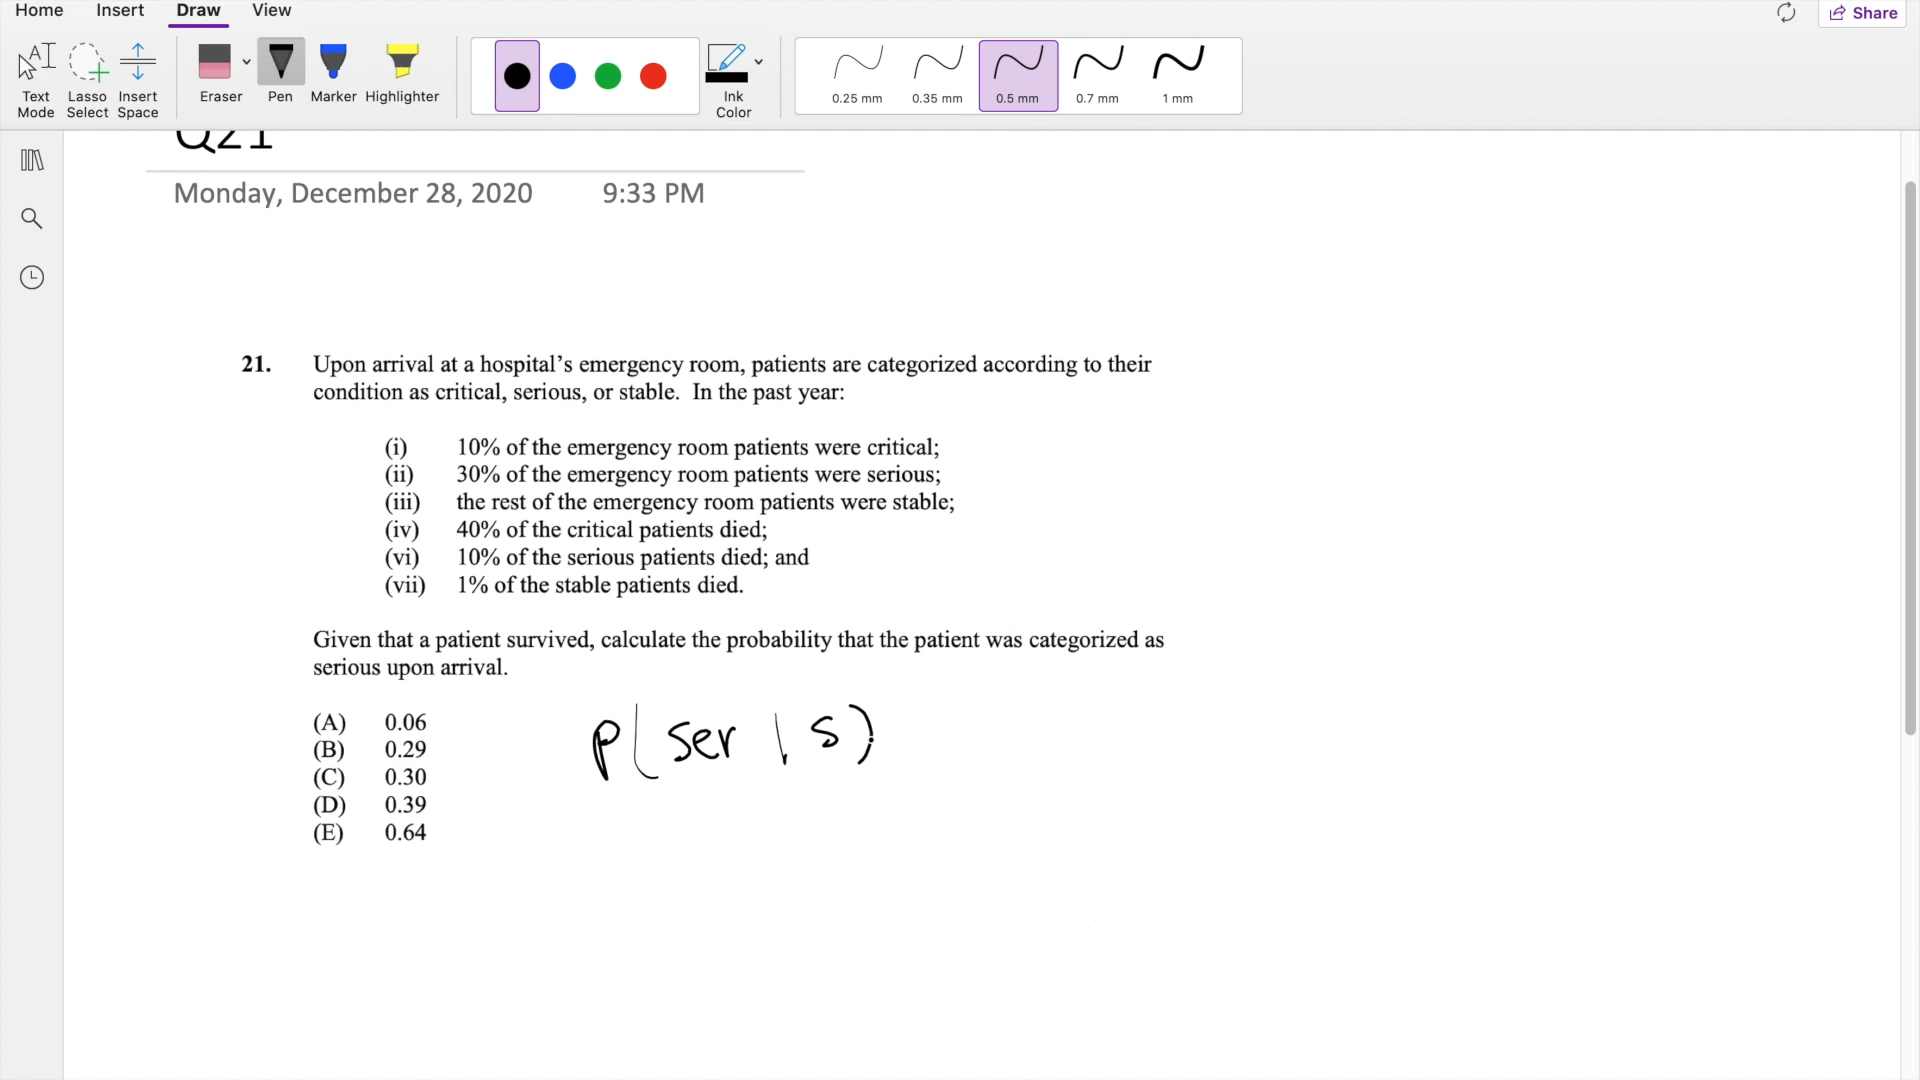 Home Insert Draw View
Share
Text Mode
Lasso Select
Insert Space
Eraser
Pen
Marker
Highlighter
Ink Color
0.25 mm
0.35 mm
0.5 mm
0.7 mm
1 mm
Q21
Monday, December 28, 2020 9:33 PM
21. Upon arrival at a hospital's emergency room, patients are categorized according to their
condition as critical, serious, or stable. In the past year:
(i) 10% of the emergency room patients were critical;
(ii) 30% of the emergency room patients were serious;
(iii) the rest of the emergency room patients were stable;
(iv) 40% of the critical patients died;
(vi) 10% of the serious patients died; and
(vii) 1% of the stable patients died.
Given that a patient survived, calculate the probability that the patient was categorized as
serious upon arrival.
(A) 0.06
(B) 0.29
(C) 0.30
(D) 0.39
(E) 0.64
P( ser | s)